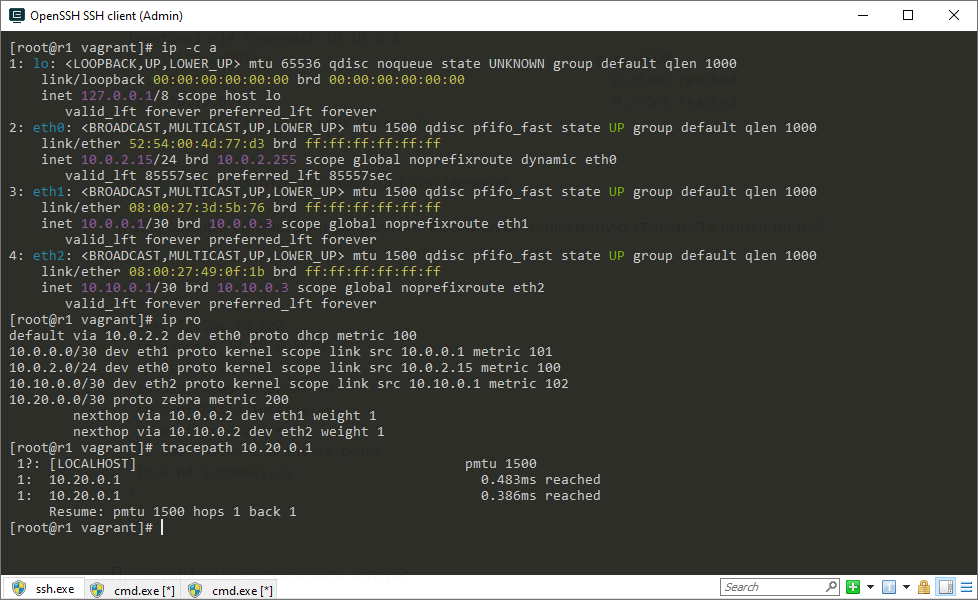 OpenSSH SSH client (Admin)
[root@r1 vagrant]# ip -c a
1: lo: <LOOPBACK,UP,LOWER_UP> mtu 65536 qdisc noqueue state UNKNOWN group default qlen 1000
    link/loopback 00:00:00:00:00:00 brd 00:00:00:00:00:00
    inet 127.0.0.1/8 scope host lo
       valid_lft forever preferred_lft forever
2: eth0: <BROADCAST,MULTICAST,UP,LOWER_UP> mtu 1500 qdisc pfifo_fast state UP group default qlen 1000
    link/ether 52:54:00:4d:77:d3 brd ff:ff:ff:ff:ff:ff
    inet 10.0.2.15/24 brd 10.0.2.255 scope global noprefixroute dynamic eth0
       valid_lft 85557sec preferred_lft 85557sec
3: eth1: <BROADCAST,MULTICAST,UP,LOWER_UP> mtu 1500 qdisc pfifo_fast state UP group default qlen 1000
    link/ether 08:00:27:3d:5b:76 brd ff:ff:ff:ff:ff:ff
    inet 10.0.0.1/30 brd 10.0.0.3 scope global noprefixroute eth1
       valid_lft forever preferred_lft forever
4: eth2: <BROADCAST,MULTICAST,UP,LOWER_UP> mtu 1500 qdisc pfifo_fast state UP group default qlen 1000
    link/ether 08:00:27:49:0f:1b brd ff:ff:ff:ff:ff:ff
    inet 10.10.0.1/30 brd 10.10.0.3 scope global noprefixroute eth2
       valid_lft forever preferred_lft forever
[root@r1 vagrant]# ip ro
default via 10.0.2.2 dev eth0 proto dhcp metric 100
10.0.0.0/30 dev eth1 proto kernel scope link src 10.0.0.1 metric 101
10.0.2.0/24 dev eth0 proto kernel scope link src 10.0.2.15 metric 100
10.10.0.0/30 dev eth2 proto kernel scope link src 10.10.0.1 metric 102
10.20.0.0/30 proto zebra metric 200
        nexthop via 10.0.0.2 dev eth1 weight 1
        nexthop via 10.10.0.2 dev eth2 weight 1
[root@r1 vagrant]# tracepath 10.20.0.1
 1?: [LOCALHOST]                                         pmtu 1500
 1:  10.20.0.1                                             0.483ms reached
 1:  10.20.0.1                                             0.386ms reached
     Resume: pmtu 1500 hops 1 back 1
[root@r1 vagrant]#
ssh.exe cmd.exe [*] cmd.exe [*] Search